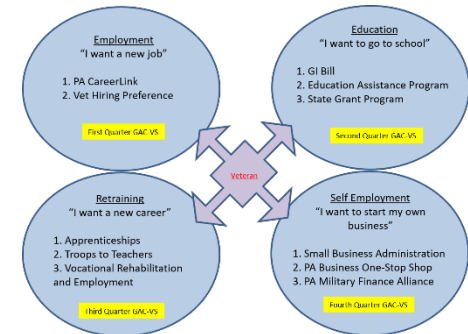 Employment
"I want a new job"
1. PA CareerLink
2. Vet Hiring Preference
First Quarter GAC-VS
Education
"I want to go to school"
1. GI Bill
2. Education Assistance Program
3. State Grant Program
Second Quarter GAC-VS
Veteran
Retraining
"I want a new career"
1. Apprenticeships
2. Troops to Teachers
3. Vocational Rehabilitation
and Employment
Third Quarter GAC-VS
Self Employment
"I want to start my own
business"
1. Small Business Administration
2. PA Business One-Stop Shop
3. PA Military Finance Alliance
Fourth Quarter GAC-VS